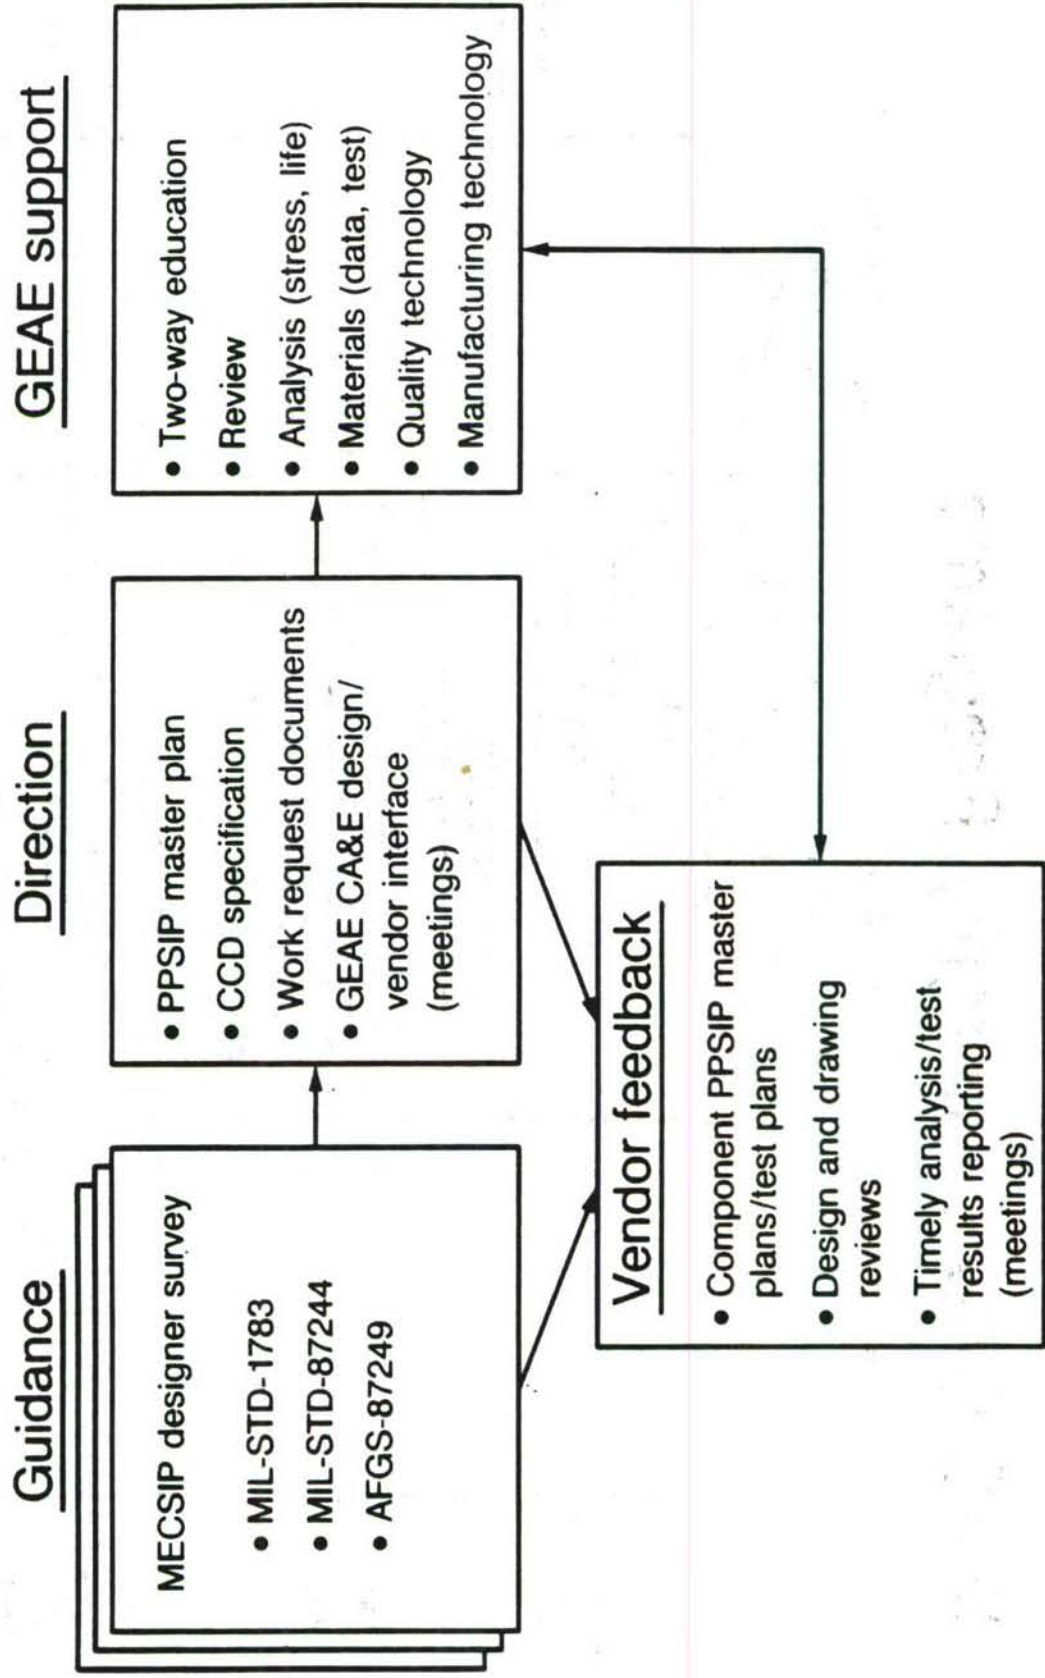 Guidance
MECSIP designer survey
• MIL-STD-1783
• MIL-STD-87244
• AFGS-87249
Direction
• PPSIP master plan
• CCD specification
• Work request documents
• GEAE CA&E design/
vendor interface
(meetings)
GEAE support
• Two-way education
• Review
• Analysis (stress, life)
• Materials (data, test)
• Quality technology
• Manufacturing technology
Vendor feedback
• Component PPSIP master
plans/test plans
• Design and drawing
reviews
• Timely analysis/test
results reporting
(meetings)